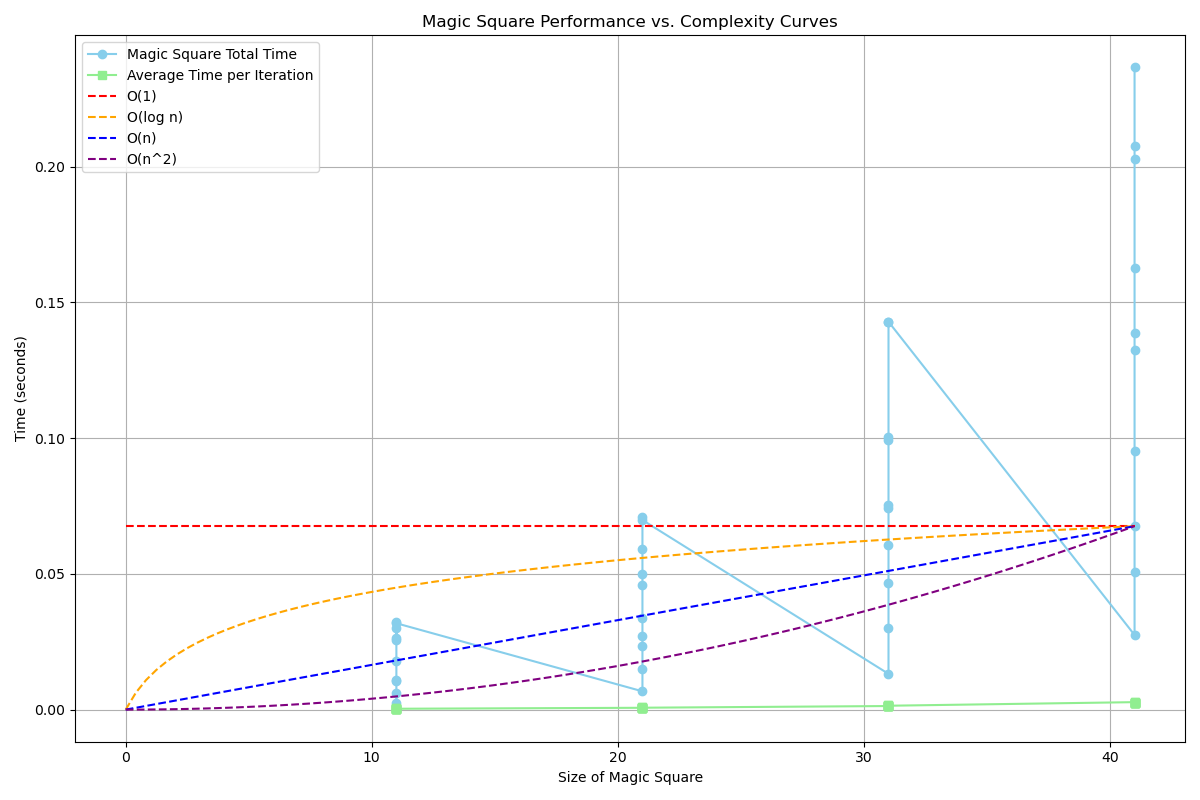 Magic Square Performance vs. Complexity Curves
Magic Square Total Time
Average Time per Iteration
O(1)
O(log n)
O(n)
O(n^2)
Time (seconds)
0.20
0.15
0.10
0.05
0.00
0 10 20 30 40
Size of Magic Square